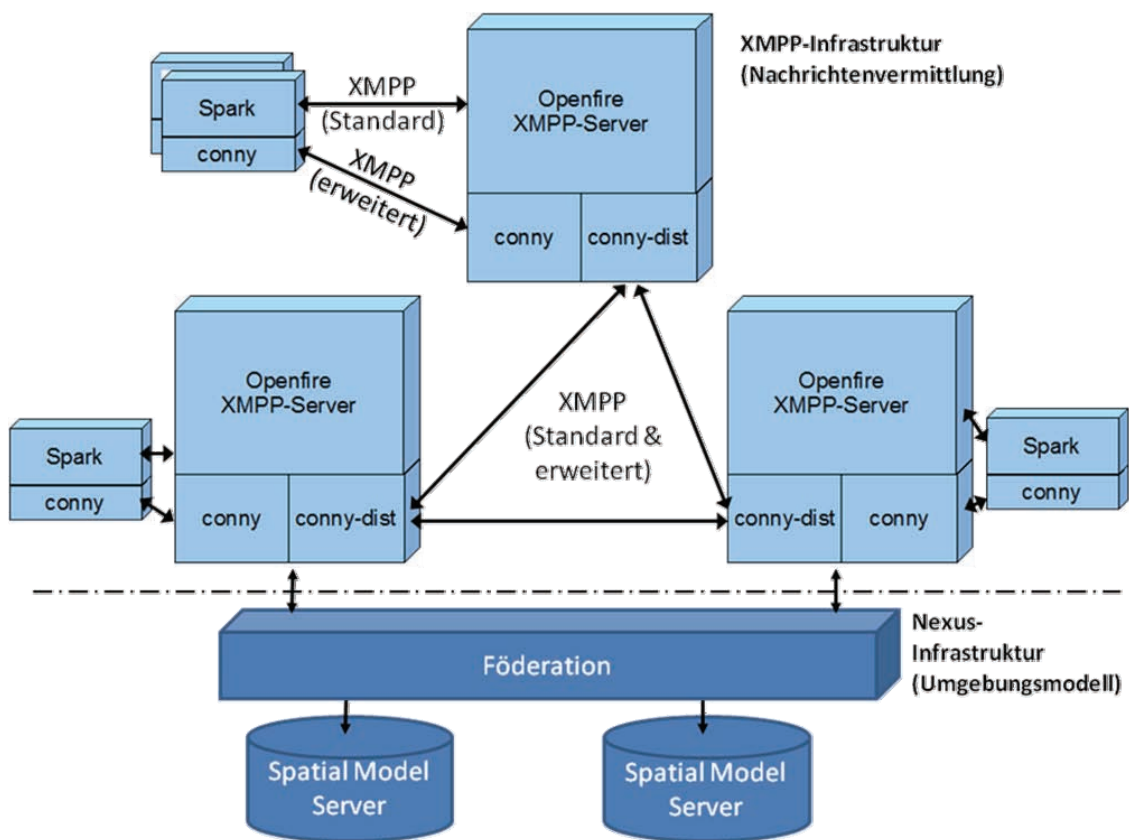 XMPP-Infrastruktur
(Nachrichtenvermittlung)
Spark
conny
XMPP
(Standard)
XMPP
(erweitert)
Openfire
XMPP-Server
conny
conny-dist
Openfire
XMPP-Server
conny
conny-dist
Spark
conny
XMPP
(Standard &
erweitert)
Openfire
XMPP-Server
conny-dist
conny
Spark
conny
Nexus-
Infrastruktur
(Umgebungsmodell)
Föderation
Spatial Model
Server
Spatial Model
Server